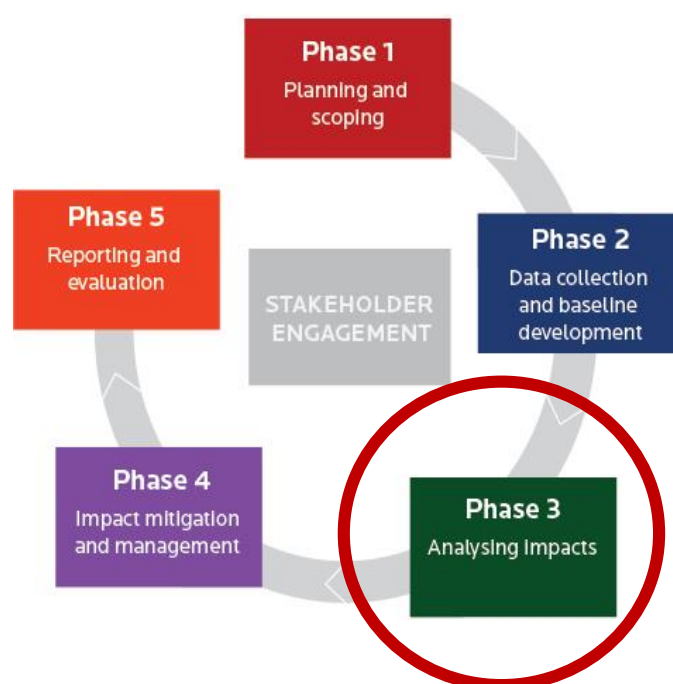 Phase 1
Planning and
scoping
Phase 2
Data collection
and baseline
development
Phase 3
Analysing Impacts
Phase 4
Impact mitigation
and management
Phase 5
Reporting and
evaluation
STAKEHOLDER
ENGAGEMENT